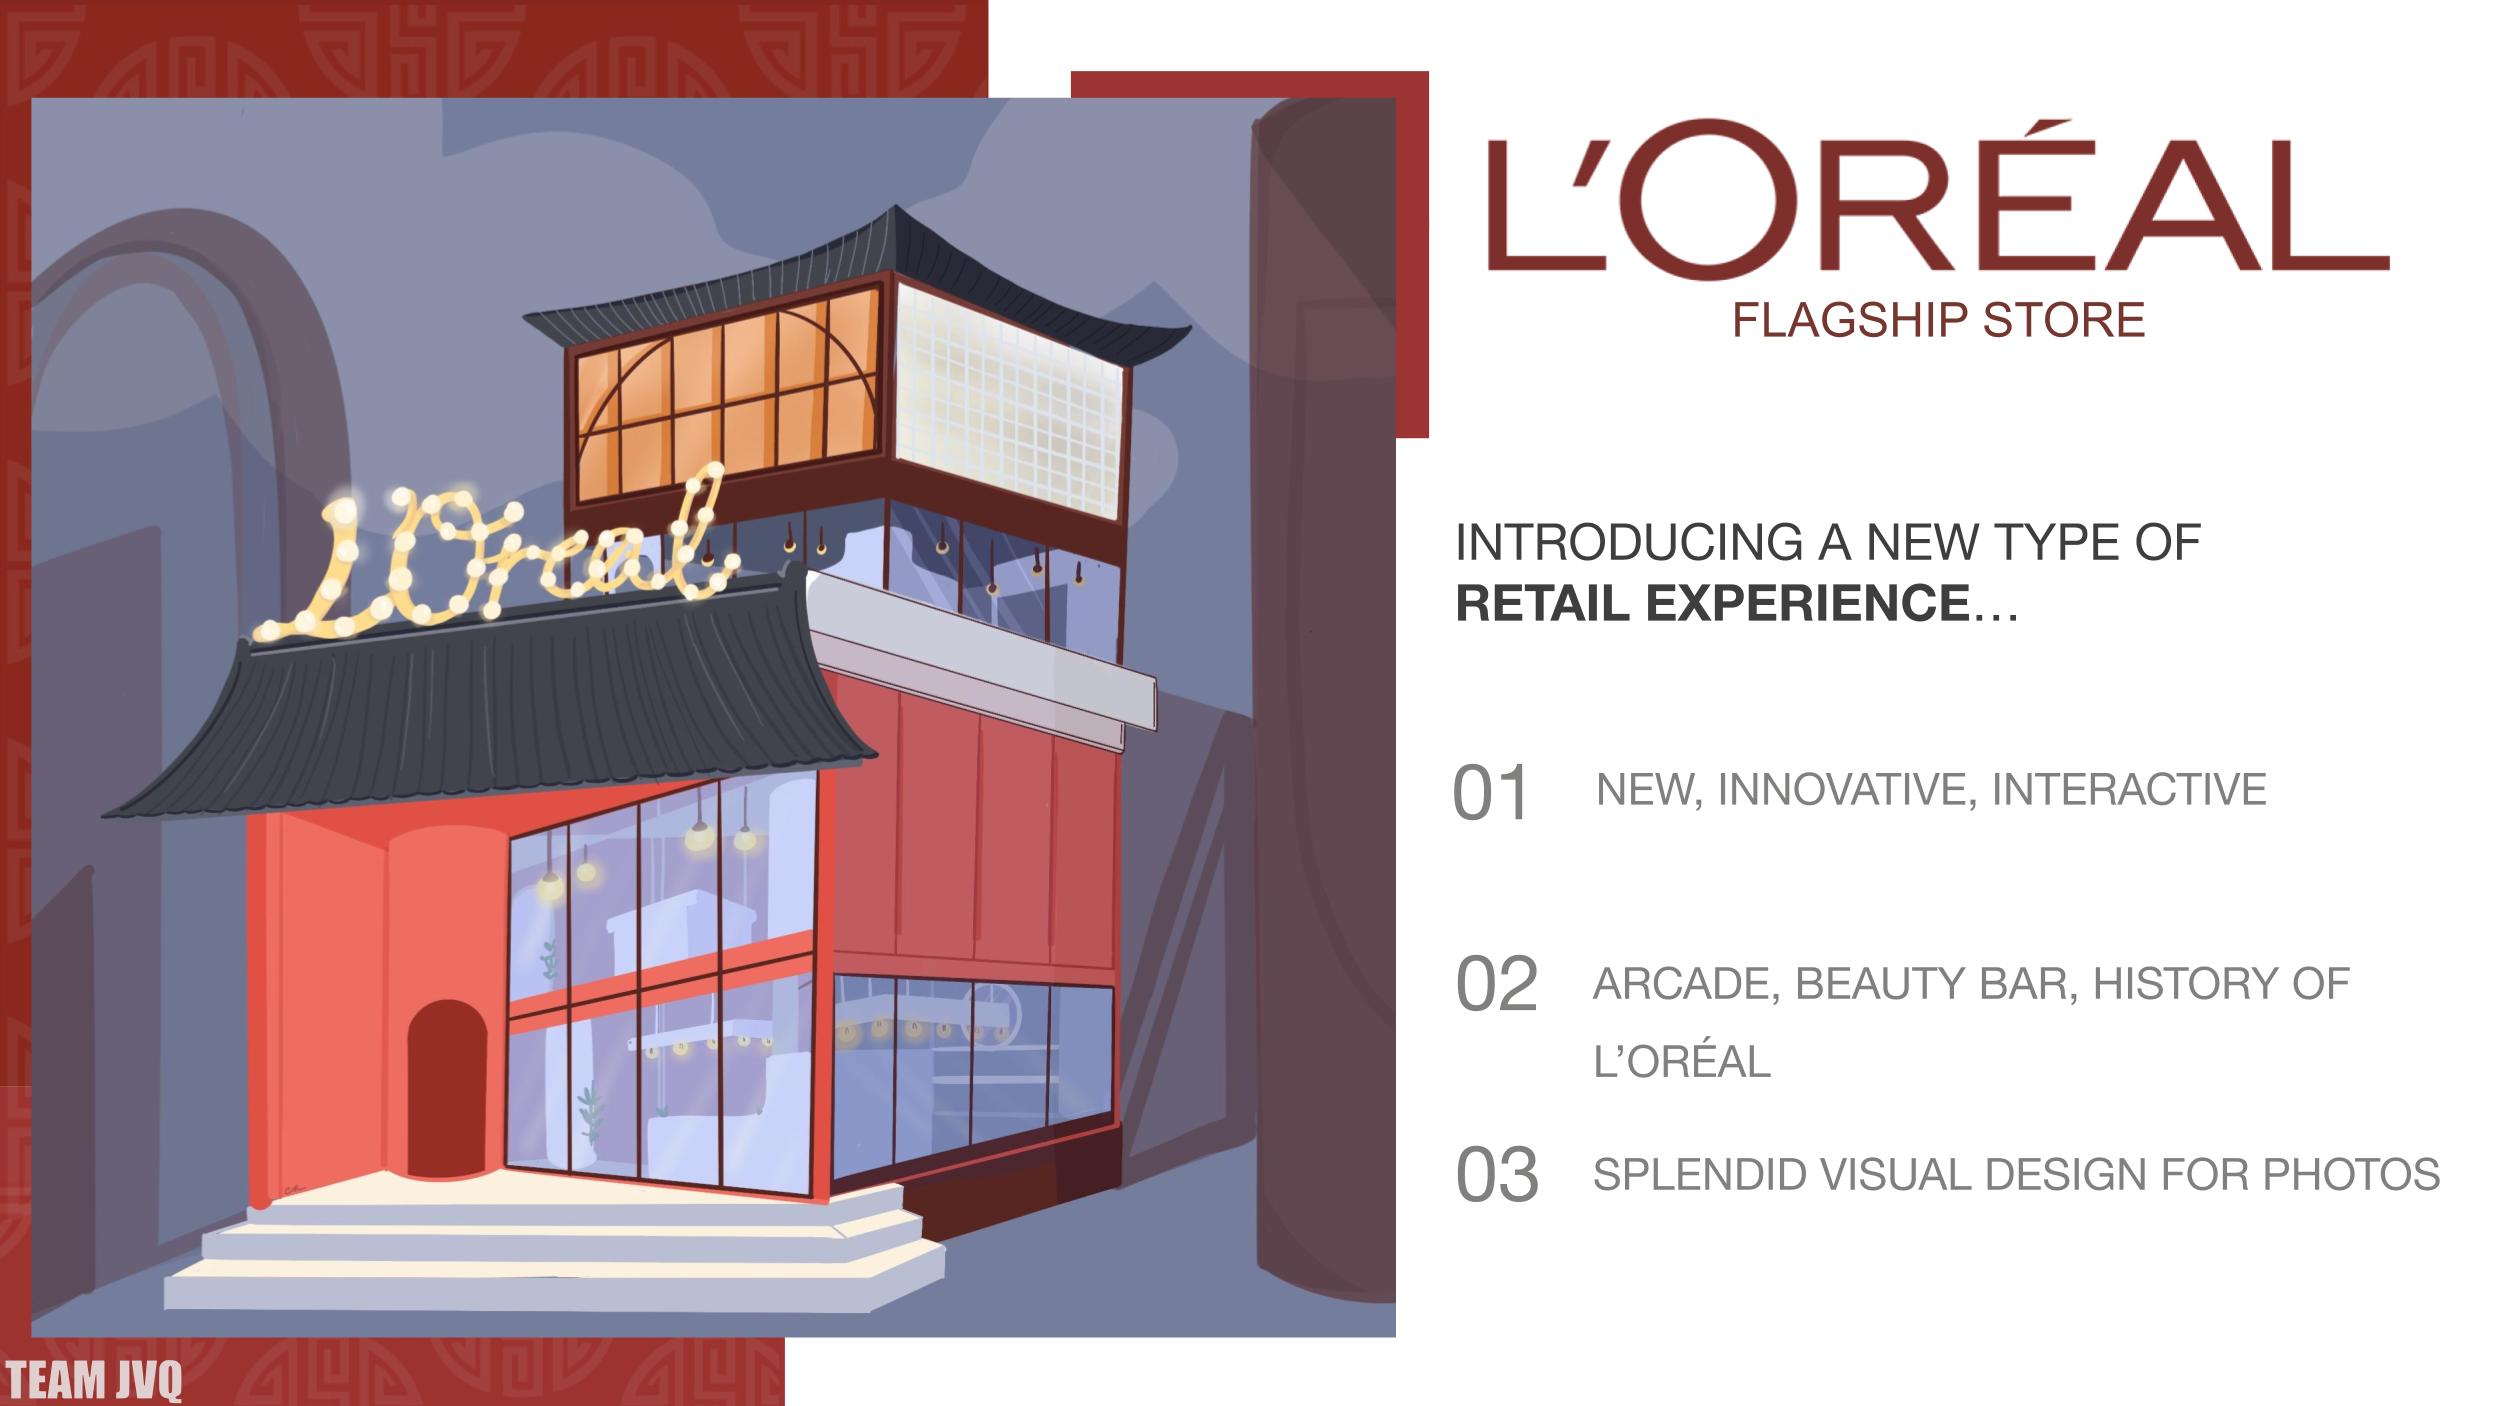 L'ORÉAL
FLAGSHIP STORE
L'Oreal
INTRODUCING A NEW TYPE OF
RETAIL EXPERIENCE...
01 NEW, INNOVATIVE, INTERACTIVE
02 ARCADE, BEAUTY BAR, HISTORY OF
L'ORÉAL
03 SPLENDID VISUAL DESIGN FOR PHOTOS
TEAM JVQ